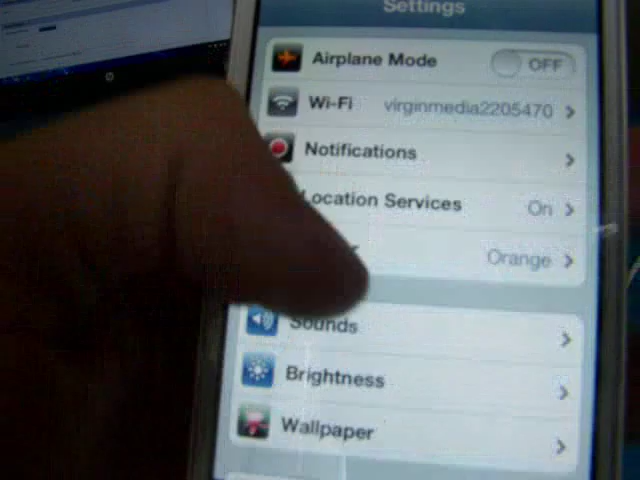 Settings
Airplane Mode OFF
Wi-Fi virginmedia2205470
Notifications
Location Services On
Orange
Sounds
Brightness
Wallpaper